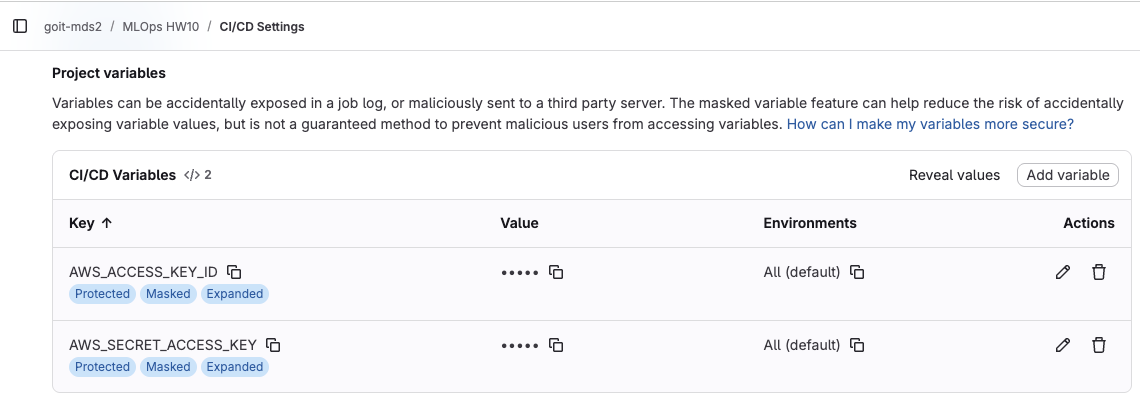 goit-mds2 / MLOps HW10 / CI/CD Settings
Project variables
Variables can be accidentally exposed in a job log, or maliciously sent to a third party server. The masked variable feature can help reduce the risk of accidentally
exposing variable values, but is not a guaranteed method to prevent malicious users from accessing variables. How can I make my variables more secure?
CI/CD Variables </> 2 Reveal values Add variable
Key ↑ Value Environments Actions
AWS_ACCESS_KEY_ID ••••• All (default)
Protected Masked Expanded
AWS_SECRET_ACCESS_KEY ••••• All (default)
Protected Masked Expanded